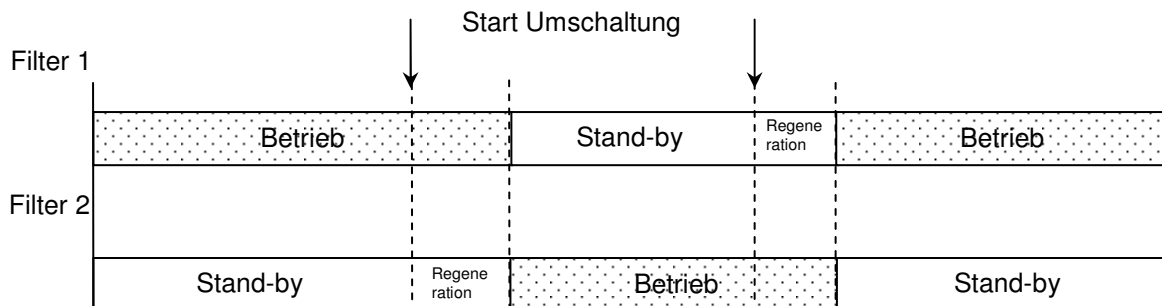 Start Umschaltung
Filter 1
Betrieb
Stand-by
Regene
ration
Betrieb
Filter 2
Stand-by
Regene
ration
Betrieb
Stand-by